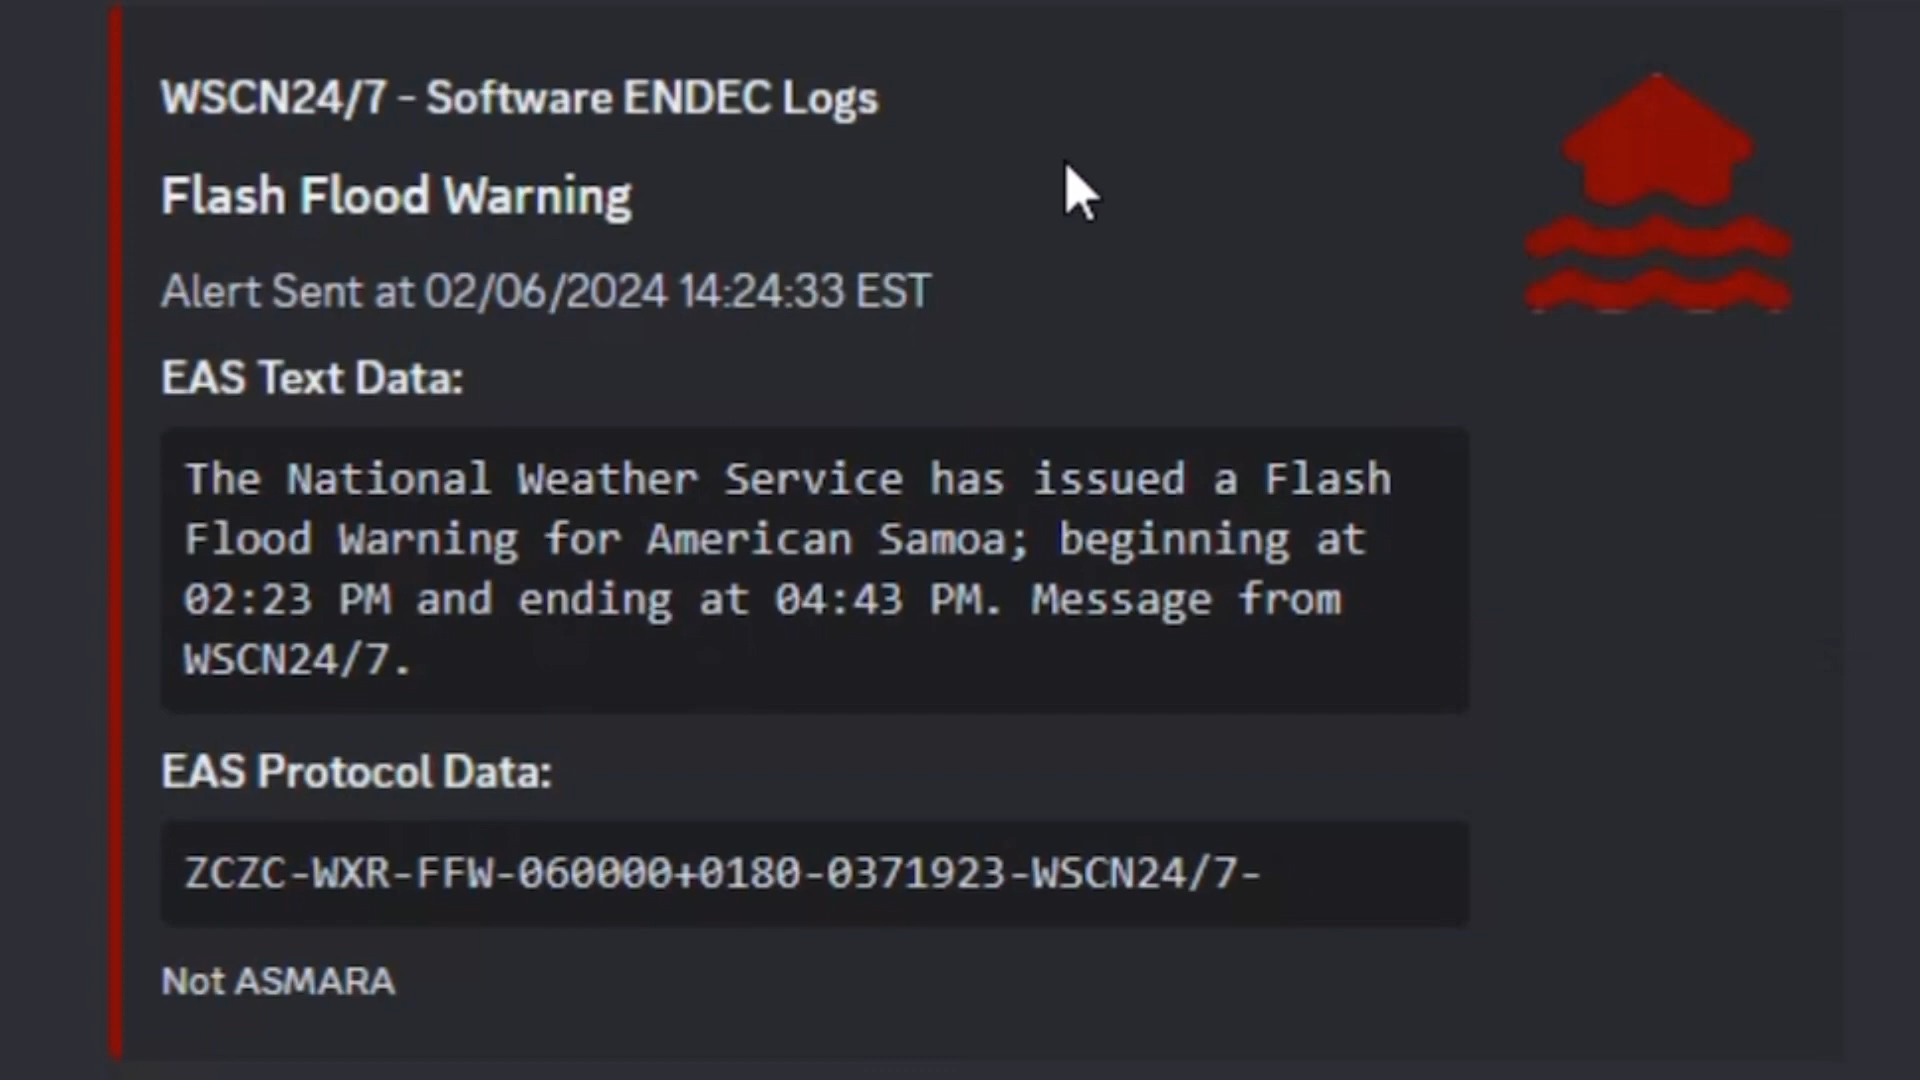 WSCN24/7 - Software ENDEC Logs
Flash Flood Warning
Alert Sent at 02/06/2024 14:24:33 EST
EAS Text Data:
The National Weather Service has issued a Flash
Flood Warning for American Samoa; beginning at
02:23 PM and ending at 04:43 PM. Message from
WSCN24/7.
EAS Protocol Data:
ZCZC-WXR-FFW-060000+0180-0371923-WSCN24/7-
Not ASMARA